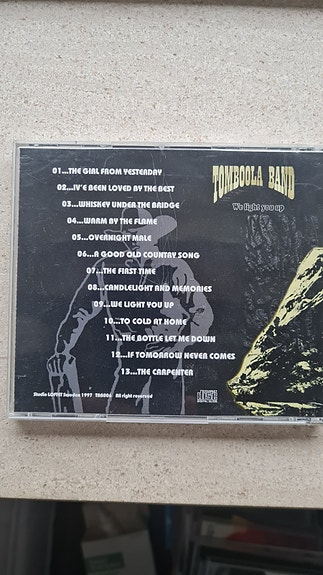 01...THE GIRL FROM YESTERDAY
02...IV'E BEEN LOVED BY THE BEST
03...WHISKEY UNDER THE BRIDGE
04...WARM BY THE FLAME
05...OVERNIGHT MALE
06...A GOOD OLD COUNTRY SONG
07...THE FIRST TIME
08...CANDLELIGHT AND MEMORIES
09...WE LIGHT YOU UP
10...TO COLD AT HOME
11...THE BOTTLE LET ME DOWN
12...IF TOMORROW NEVER COMES
13...THE CARPENTER
TOMBOOLA BAND
We light you up
Studio LOFTET Sweden 1997 TBB006 All right reserved